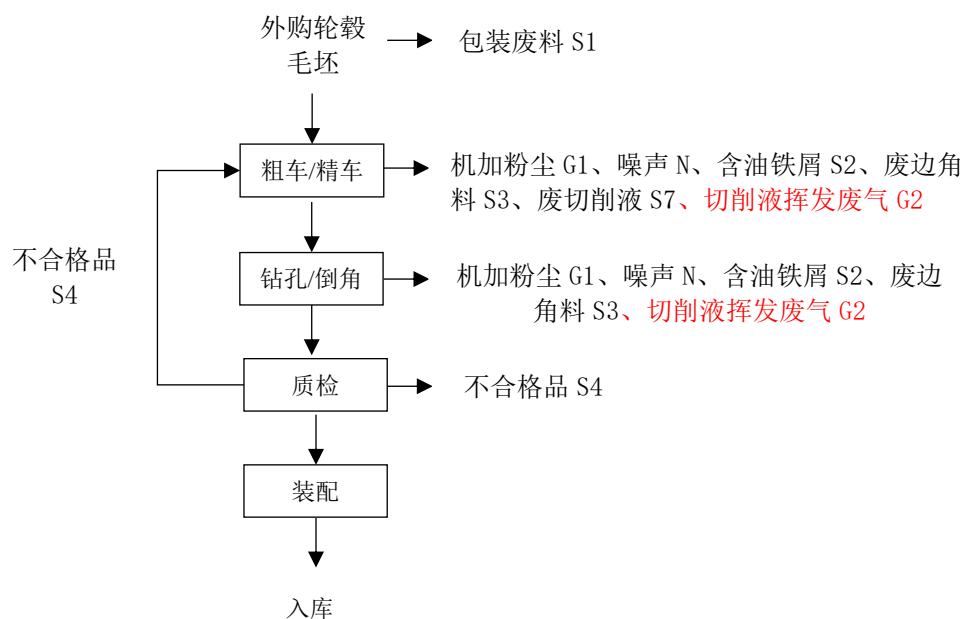 外购轮毂
毛坯
包装废料 S1
粗车/精车
机加粉尘 G1、噪声 N、含油铁屑 S2、废边角
料 S3、废切削液 S7、切削液挥发废气 G2
不合格品
S4
钻孔/倒角
机加粉尘 G1、噪声 N、含油铁屑 S2、废边
角料 S3、切削液挥发废气 G2
质检
不合格品 S4
装配
入库